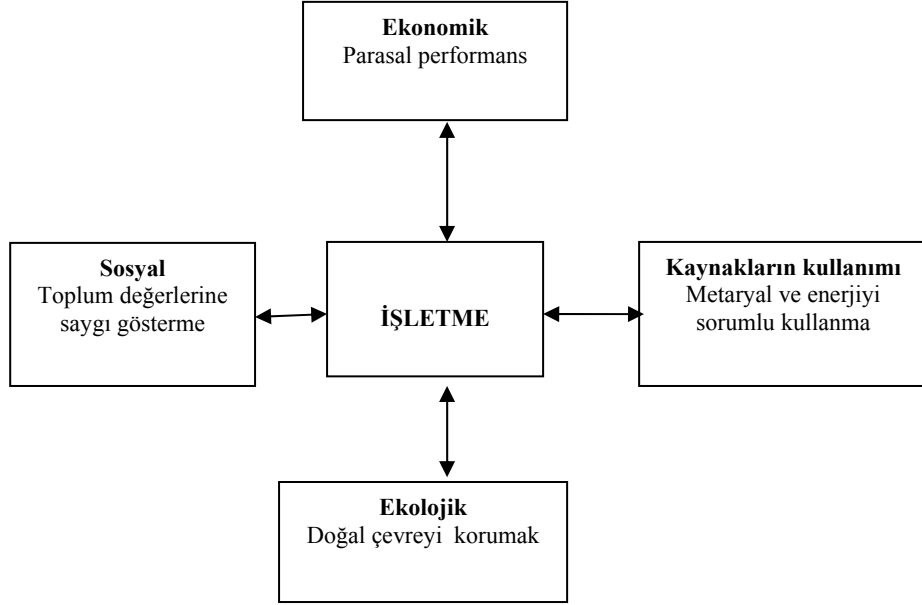 Ekonomik
Parasal performans
Sosyal
Toplum değerlerine
saygı gösterme
İŞLETME
Kaynakların kullanımı
Metaryal ve enerjiyi
sorumlu kullanma
Ekolojik
Doğal çevreyi korumak